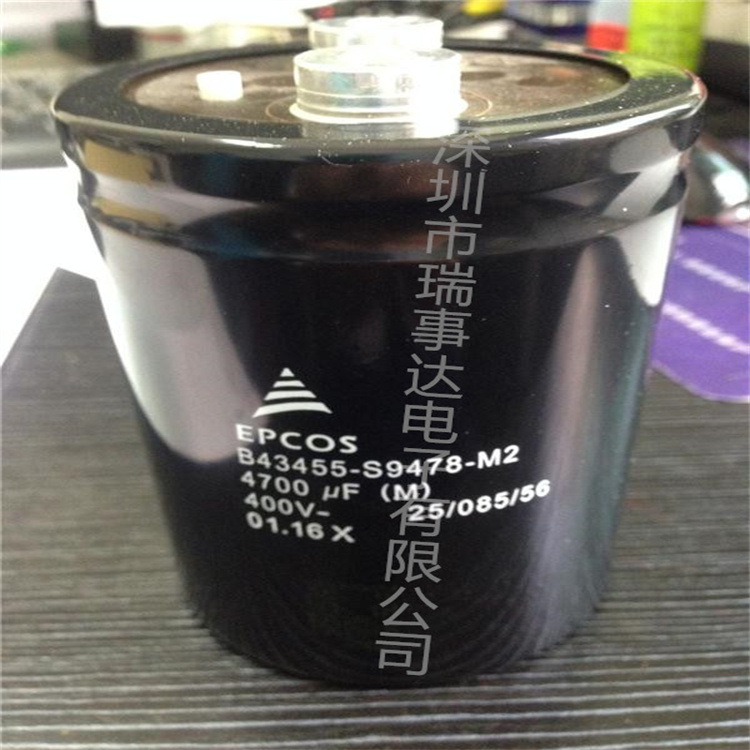 EPCOS
B43455-S9478-M2
4700 µF (M)
400V- 25/085/56
01.16 X
深圳市瑞事达电子有限公司